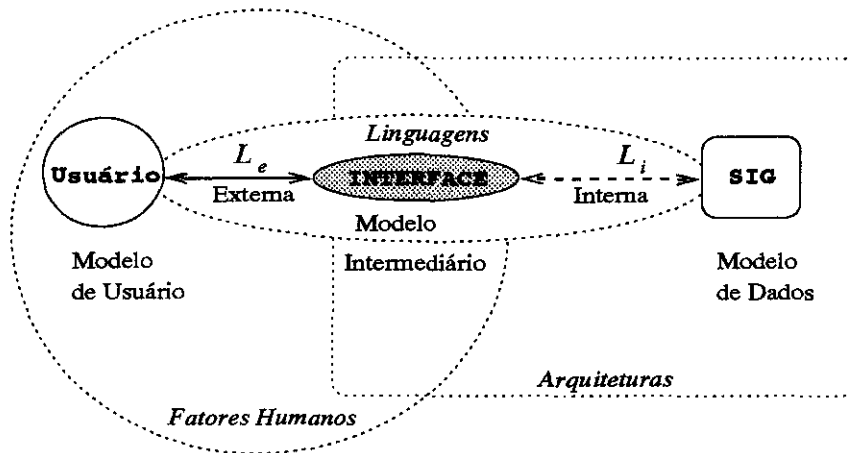 Linguagens
L_e
L_i
Usuário
INTERFACE
SIG
Externa
Interna
Modelo
Intermediário
Modelo
de Usuário
Modelo
de Dados
Arquiteturas
Fatores Humanos